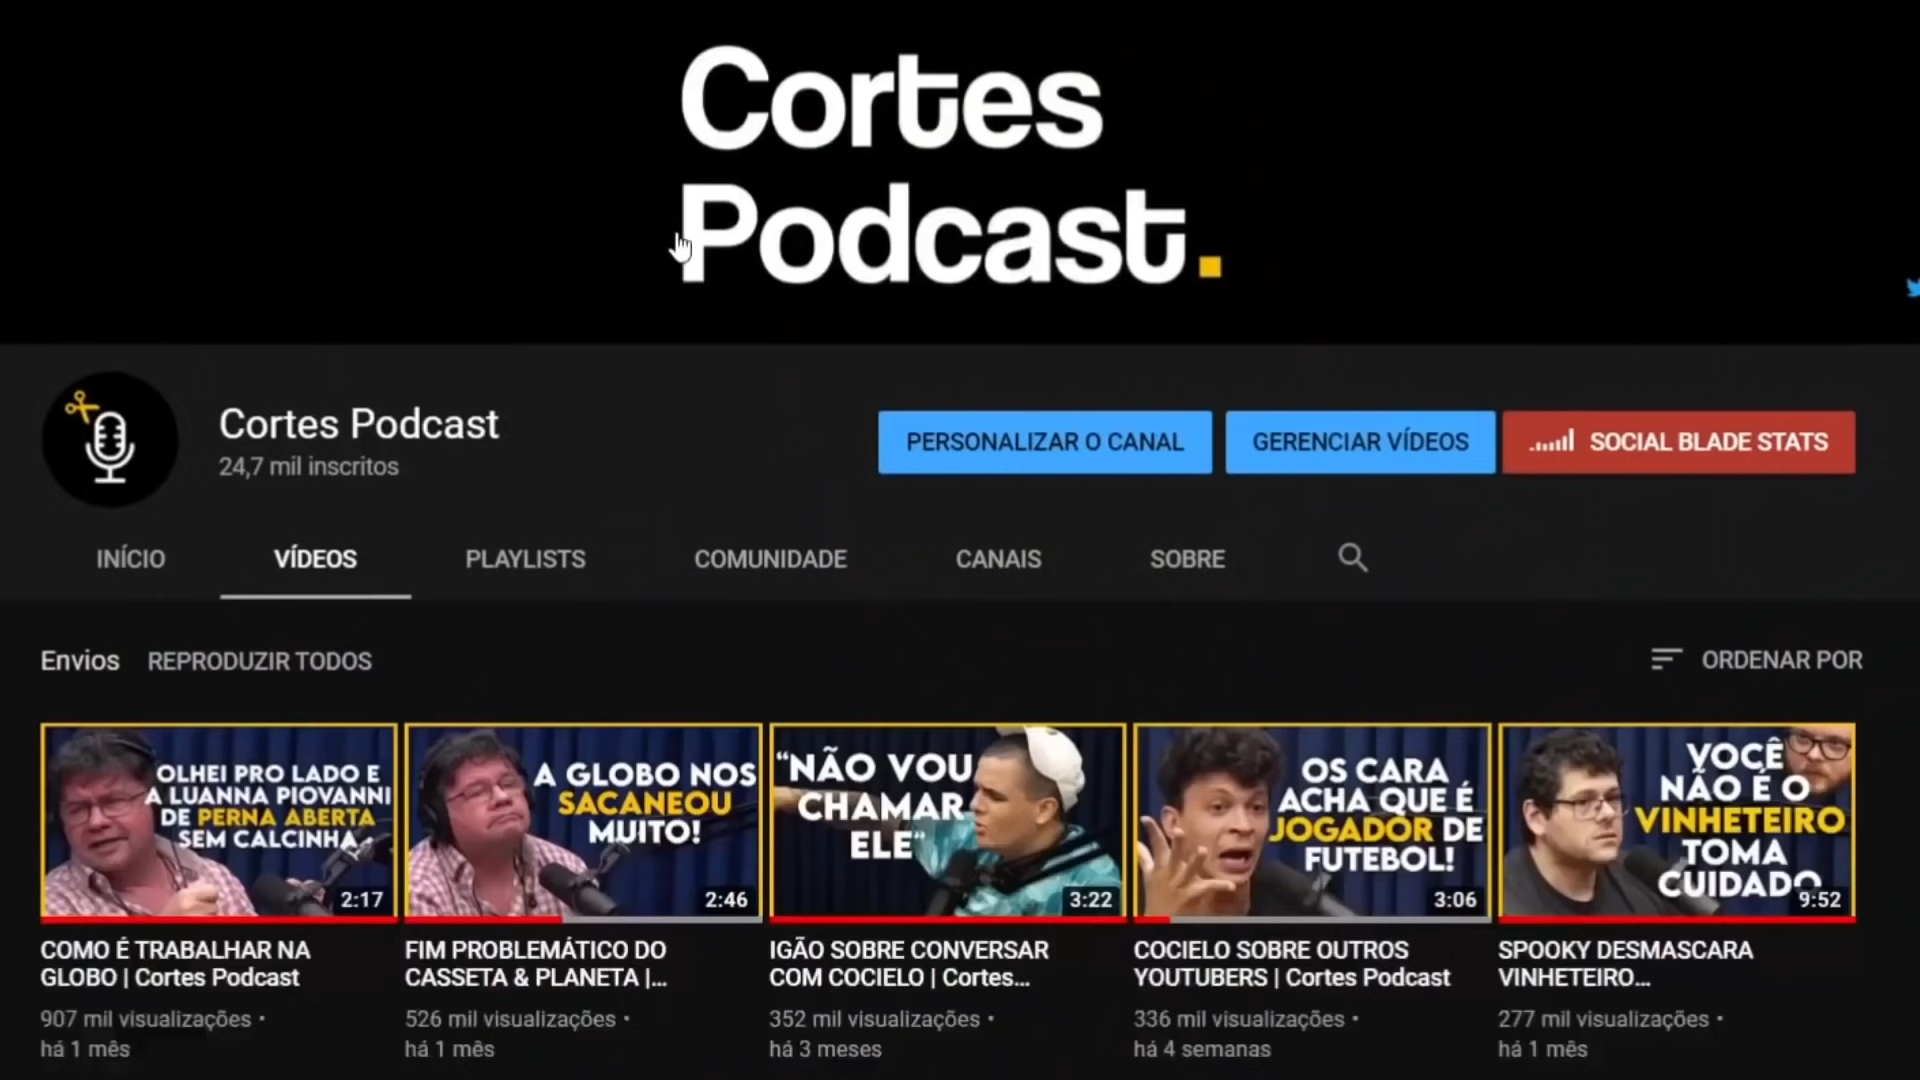 Cortes
Podcast.
Cortes Podcast
24,7 mil inscritos
PERSONALIZAR O CANAL
GERENCIAR VÍDEOS
SOCIAL BLADE STATS
INÍCIO
VÍDEOS
PLAYLISTS
COMUNIDADE
CANAIS
SOBRE
Envios
REPRODUZIR TODOS
ORDENAR POR
OLHEI PRO LADO E
A LUANNA PIOVANNI
DE PERNA ABERTA
SEM CALCINHA
2:17
COMO É TRABALHAR NA
GLOBO | Cortes Podcast
907 mil visualizações •
há 1 mês
A GLOBO NOS
SACANEOU
MUITO!
2:46
FIM PROBLEMÁTICO DO
CASSETA & PLANETA |...
526 mil visualizações •
há 1 mês
“NÃO VOU
CHAMAR
ELE“
3:22
IGÃO SOBRE CONVERSAR
COM COCIELO | Cortes...
352 mil visualizações •
há 3 meses
OS CARA
ACHA QUE É
JOGADOR DE
FUTEBOL!
3:06
COCIELO SOBRE OUTROS
YOUTUBERS | Cortes Podcast
336 mil visualizações •
há 4 semanas
VOCÊ
NÃO É O
VINHETEIRO
TOMA
CUIDADO
9:52
SPOOKY DESMASCARA
VINHETEIRO...
277 mil visualizações •
há 1 mês